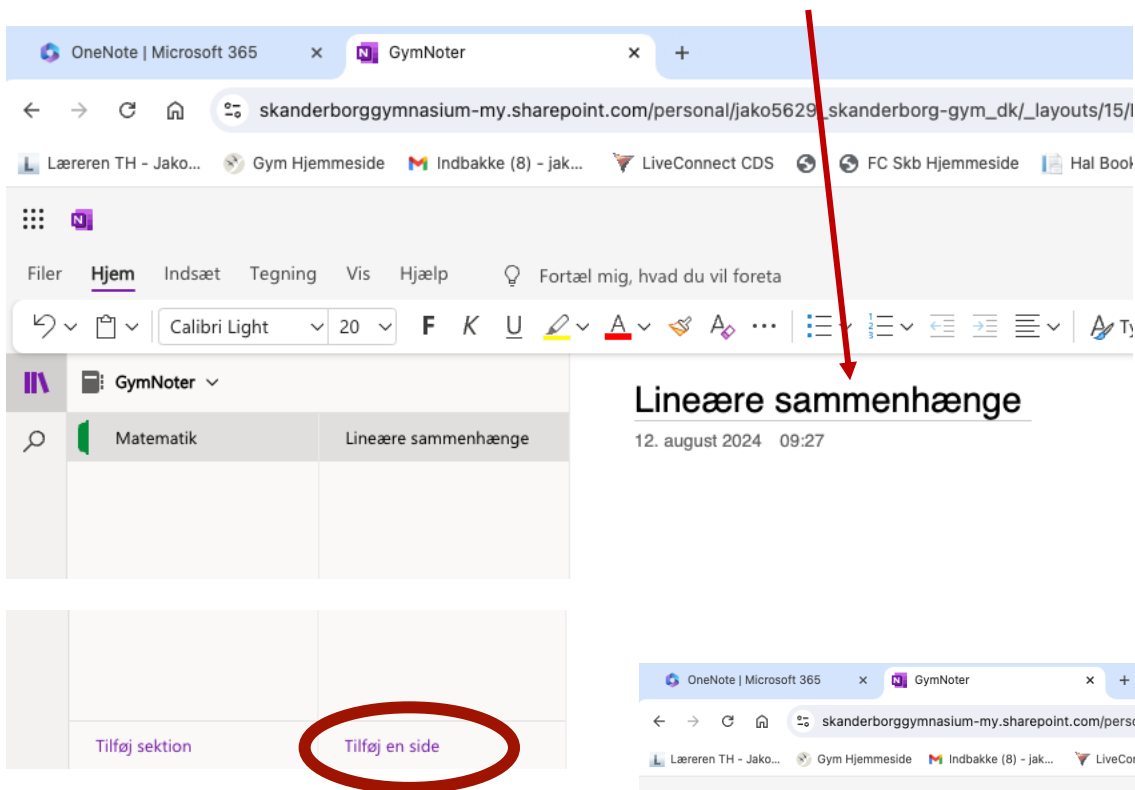 OneNote | Microsoft 365
GymNoter
skanderborggymnasium-my.sharepoint.com/personal/jako5629_skanderborg-gym_dk/_layouts/15/
Læreren TH - Jako... Gym Hjemmeside Indbakke (8) - jak... LiveConnect CDS FC Skb Hjemmeside Hal Book
Filer Hjem Indsæt Tegning Vis Hjælp Fortæl mig, hvad du vil foreta
Calibri Light 20 F K U A A Ty
GymNoter
Matematik Lineære sammenhænge
Lineære sammenhænge
12. august 2024 09:27
Tilføj sektion Tilføj en side
OneNote | Microsoft 365 GymNoter
skanderborggymnasium-my.sharepoint.com/perso
Læreren TH - Jako... Gym Hjemmeside Indbakke (8) - jak... LiveCon